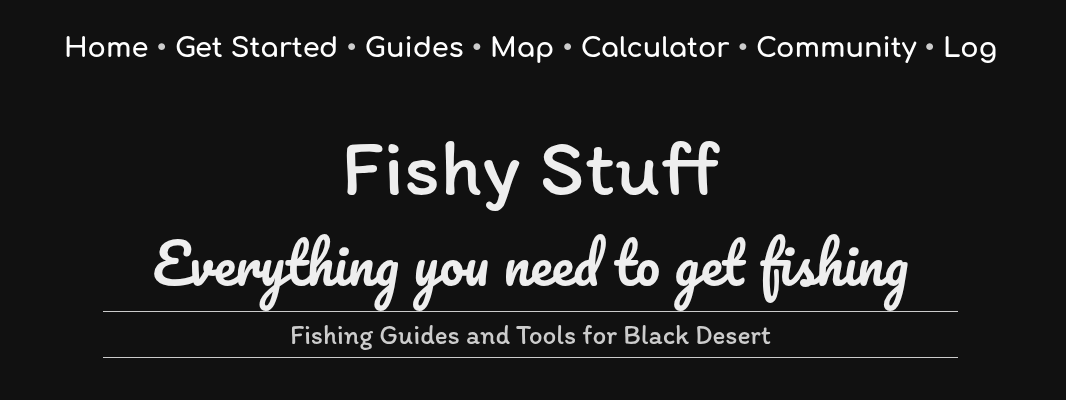 Home • Get Started • Guides • Map • Calculator • Community • Log
Fishy Stuff
Everything you need to get fishing
Fishing Guides and Tools for Black Desert